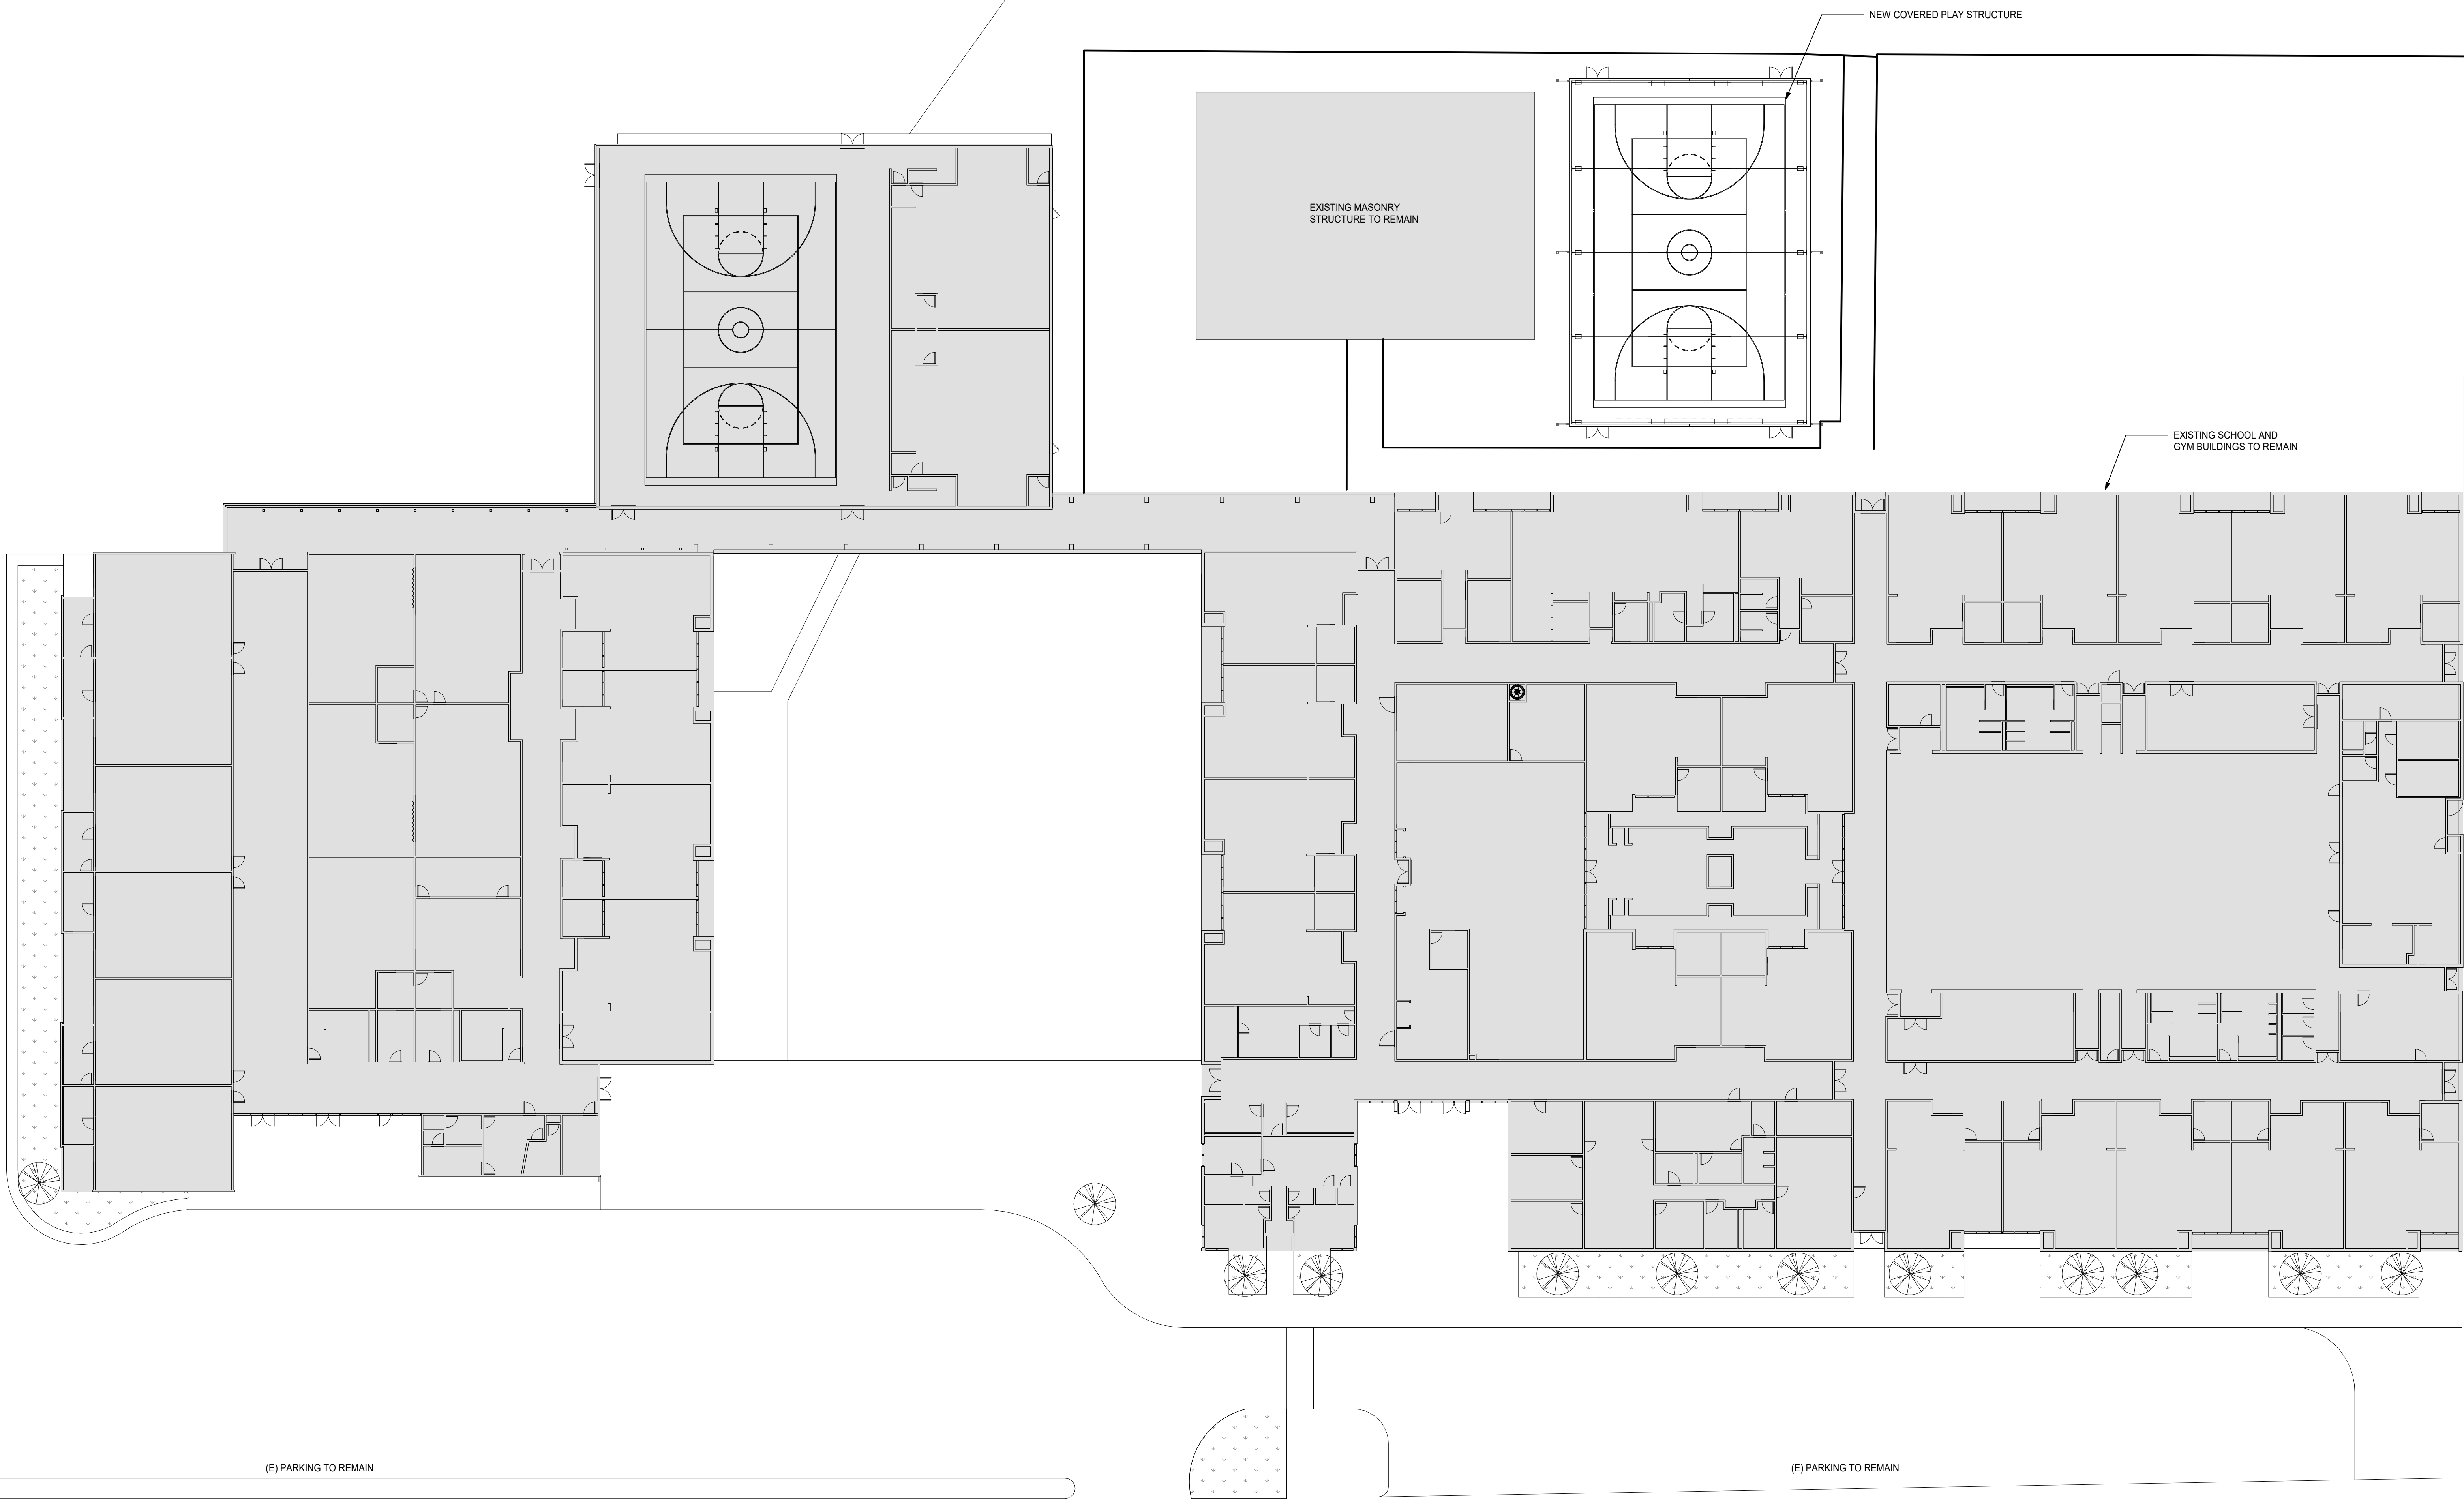 NEW COVERED PLAY STRUCTURE
EXISTING MASONRY
STRUCTURE TO REMAIN
EXISTING SCHOOL AND
GYM BUILDINGS TO REMAIN
(E) PARKING TO REMAIN
(E) PARKING TO REMAIN